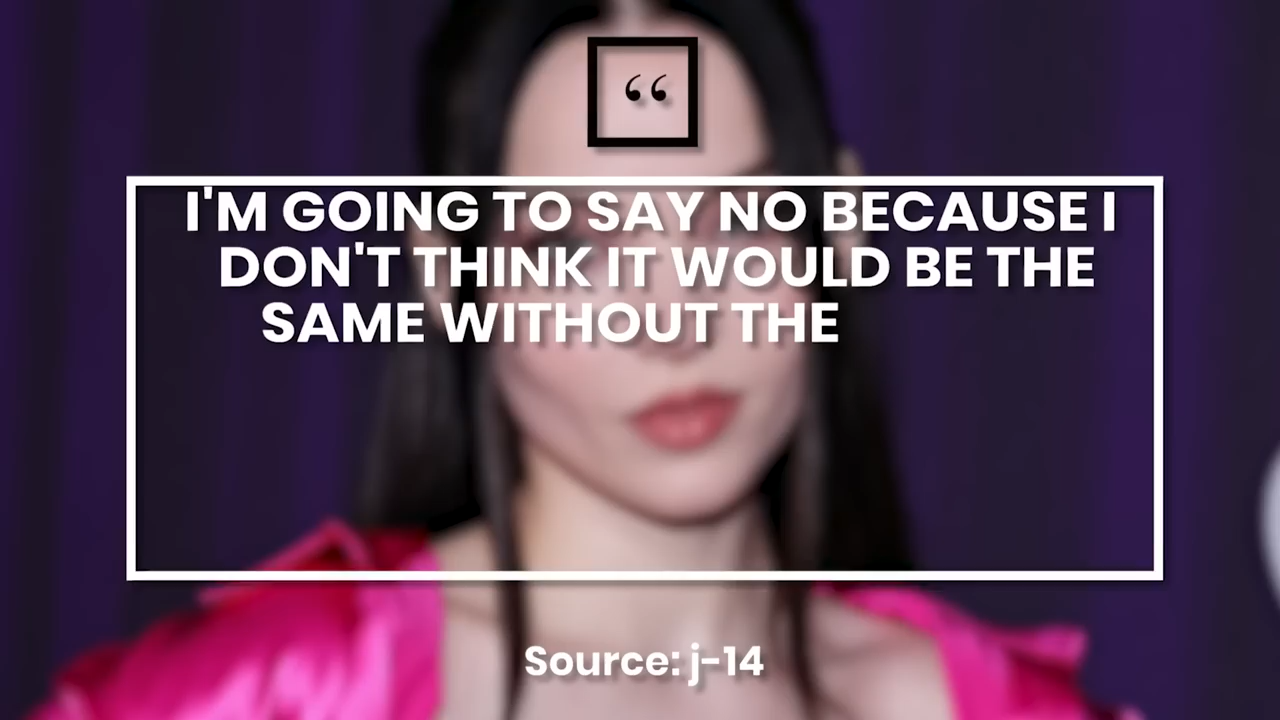 “
I'M GOING TO SAY NO BECAUSE I
DON'T THINK IT WOULD BE THE
SAME WITHOUT THE
Source: j-14